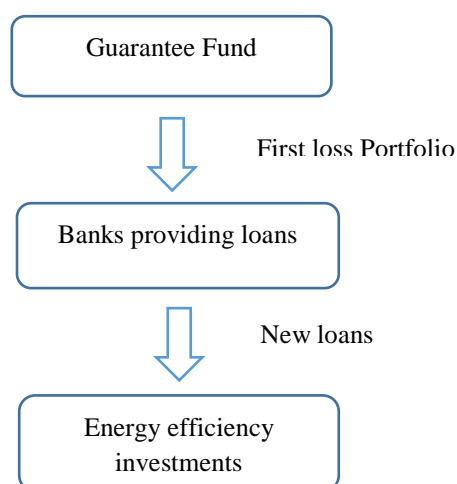 Guarantee Fund
First loss Portfolio
Banks providing loans
New loans
Energy efficiency
investments